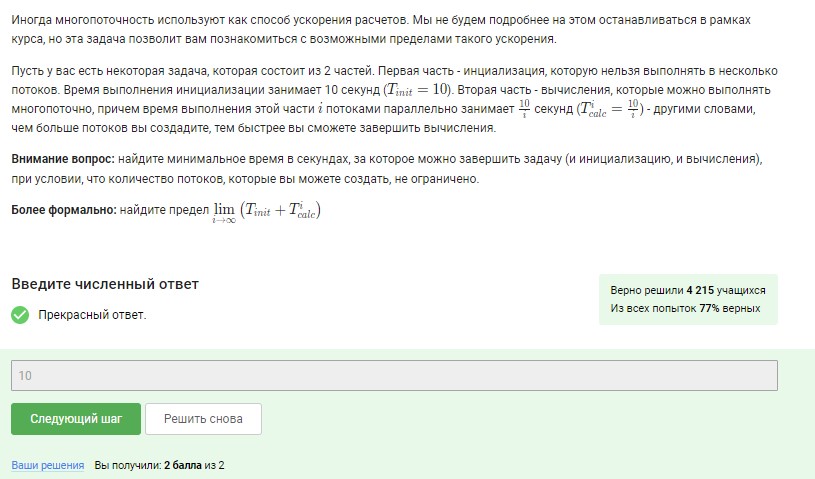 Иногда многопоточность используют как способ ускорения расчетов. Мы не будем подробнее на этом останавливаться в рамках
курса, но эта задача позволит вам познакомиться с возможными пределами такого ускорения.
Пусть у вас есть некоторая задача, которая состоит из 2 частей. Первая часть - инциализация, которую нельзя выполнять в несколько
потоков. Время выполнения инициализации занимает 10 секунд (T_{init} = 10). Вторая часть - вычисления, которые можно выполнять
многопоточно, причем время выполнения этой части i потоками параллельно занимает \frac{10}{i} секунд (T^i_{calc} = \frac{10}{i}) - другими словами,
чем больше потоков вы создадите, тем быстрее вы сможете завершить вычисления.
Внимание вопрос: найдите минимальное время в секундах, за которое можно завершить задачу (и инициализацию, и вычисления),
при условии, что количество потоков, которые вы можете создать, не ограничено.
Более формально: найдите предел \lim_{i→∞} (T_{init} + T^i_{calc})
Введите численный ответ
Прекрасный ответ.
Верно решили 4 215 учащихся
Из всех попыток 77% верных
10
Следующий шаг
Решить снова
Ваши решения Вы получили: 2 балла из 2